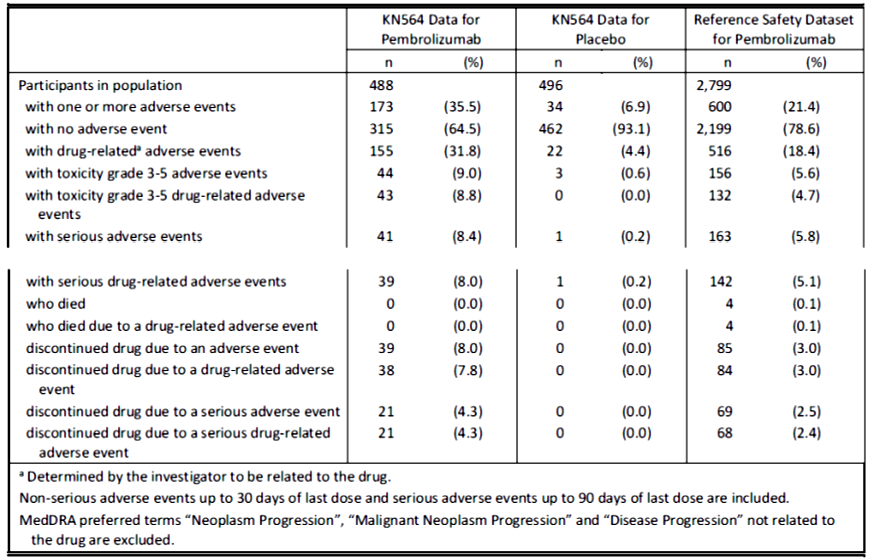 KN564 Data for Pembrolizumab KN564 Data for Placebo Reference Safety Dataset for Pembrolizumab
n (%) n (%) n (%)
Participants in population 488 496 2,799
with one or more adverse events 173 (35.5) 34 (6.9) 600 (21.4)
with no adverse event 315 (64.5) 462 (93.1) 2,199 (78.6)
with drug-relatedᵃ adverse events 155 (31.8) 22 (4.4) 516 (18.4)
with toxicity grade 3-5 adverse events 44 (9.0) 3 (0.6) 156 (5.6)
with toxicity grade 3-5 drug-related adverse 43 (8.8) 0 (0.0) 132 (4.7)
events
with serious adverse events 41 (8.4) 1 (0.2) 163 (5.8)
with serious drug-related adverse events 39 (8.0) 1 (0.2) 142 (5.1)
who died 0 (0.0) 0 (0.0) 4 (0.1)
who died due to a drug-related adverse event 0 (0.0) 0 (0.0) 4 (0.1)
discontinued drug due to an adverse event 39 (8.0) 0 (0.0) 85 (3.0)
discontinued drug due to a drug-related adverse 38 (7.8) 0 (0.0) 84 (3.0)
event
discontinued drug due to a serious adverse event 21 (4.3) 0 (0.0) 69 (2.5)
discontinued drug due to a serious drug-related 21 (4.3) 0 (0.0) 68 (2.4)
adverse event
ᵃ Determined by the investigator to be related to the drug.
Non-serious adverse events up to 30 days of last dose and serious adverse events up to 90 days of last dose are included.
MedDRA preferred terms “Neoplasm Progression”, “Malignant Neoplasm Progression” and “Disease Progression” not related to
the drug are excluded.